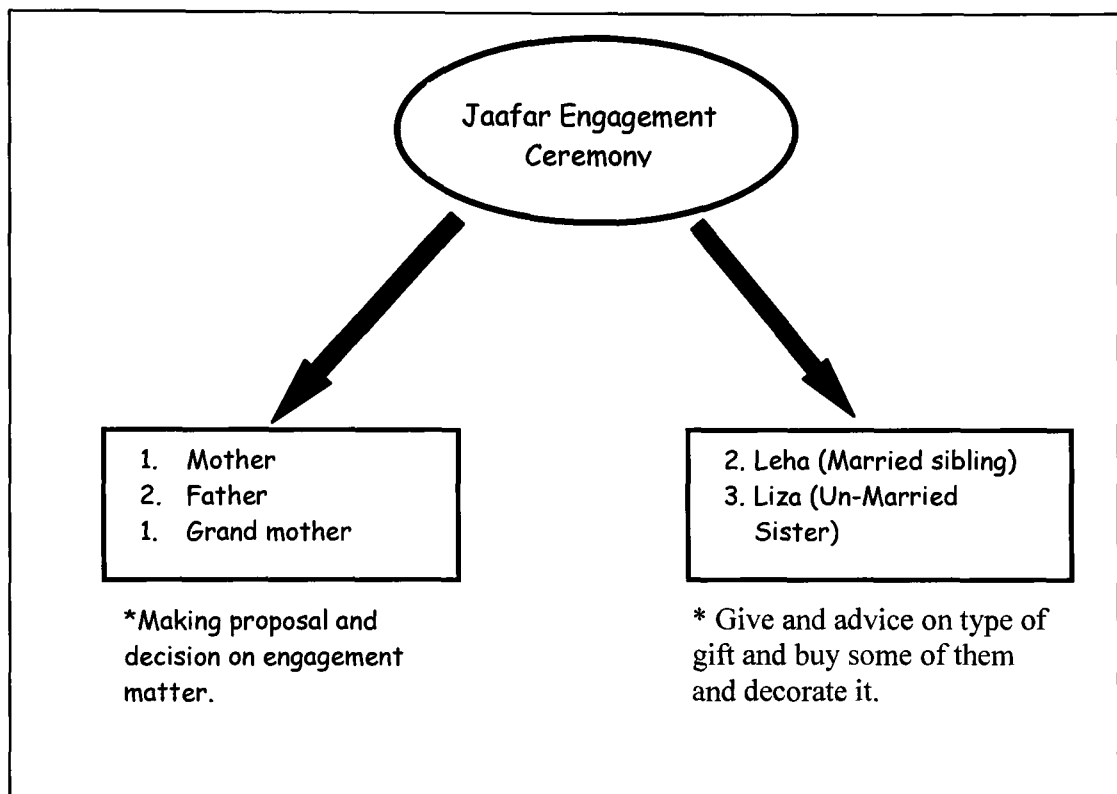 Jaafar Engagement
Ceremony
1. Mother
2. Father
1. Grand mother
2. Leha (Married sibling)
3. Liza (Un-Married
Sister)
*Making proposal and
decision on engagement
matter.
* Give and advice on type of
gift and buy some of them
and decorate it.